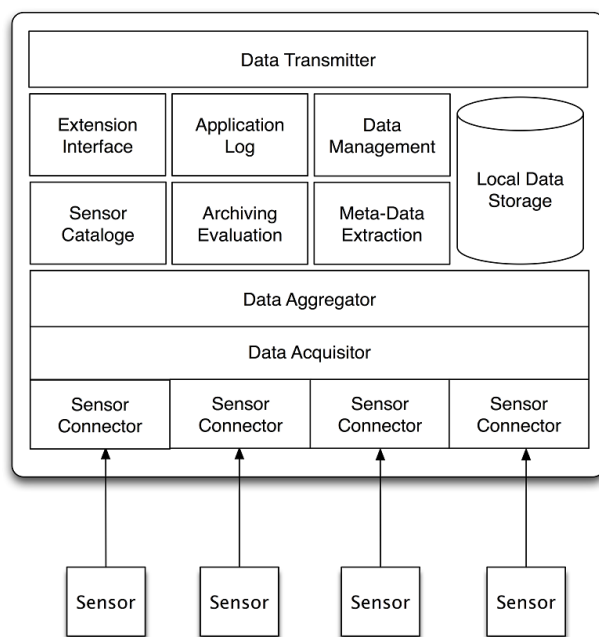 Data Transmitter
Extension
Interface
Application
Log
Data
Management
Local Data
Storage
Sensor
Cataloge
Archiving
Evaluation
Meta-Data
Extraction
Data Aggregator
Data Acquisitor
Sensor
Connector
Sensor
Connector
Sensor
Connector
Sensor
Connector
Sensor
Sensor
Sensor
Sensor